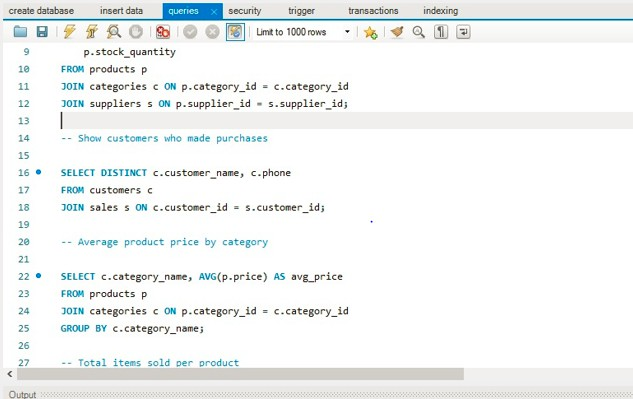 create database insert data queries × security trigger transactions indexing
Limit to 1000 rows
9 p.stock_quantity
10 FROM products p
11 JOIN categories c ON p.category_id = c.category_id
12 JOIN suppliers s ON p.supplier_id = s.supplier_id;
13
14 -- Show customers who made purchases
15
16 SELECT DISTINCT c.customer_name, c.phone
17 FROM customers c
18 JOIN sales s ON c.customer_id = s.customer_id;
19
20 -- Average product price by category
21
22 SELECT c.category_name, AVG(p.price) AS avg_price
23 FROM products p
24 JOIN categories c ON p.category_id = c.category_id
25 GROUP BY c.category_name;
26
27 -- Total items sold per product
Output